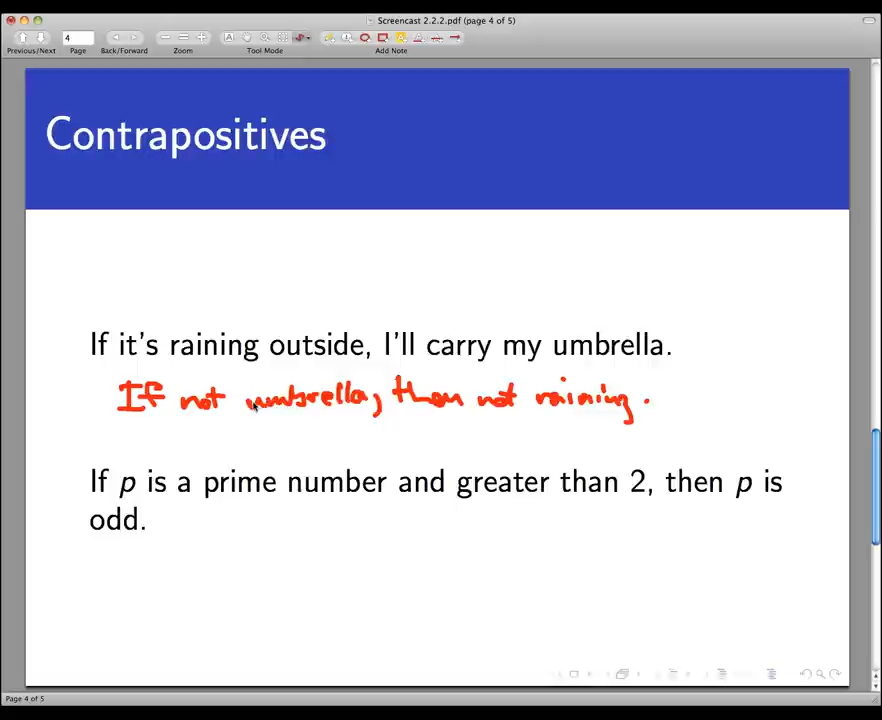 Screencast 2.2.2.pdf (page 4 of 5)
4
Previous/Next Page Back/Forward Zoom Tool Mode Add Note
Contrapositives
If it's raining outside, I'll carry my umbrella.
If not umbrella, then not raining.
If p is a prime number and greater than 2, then p is
odd.
Page 4 of 5